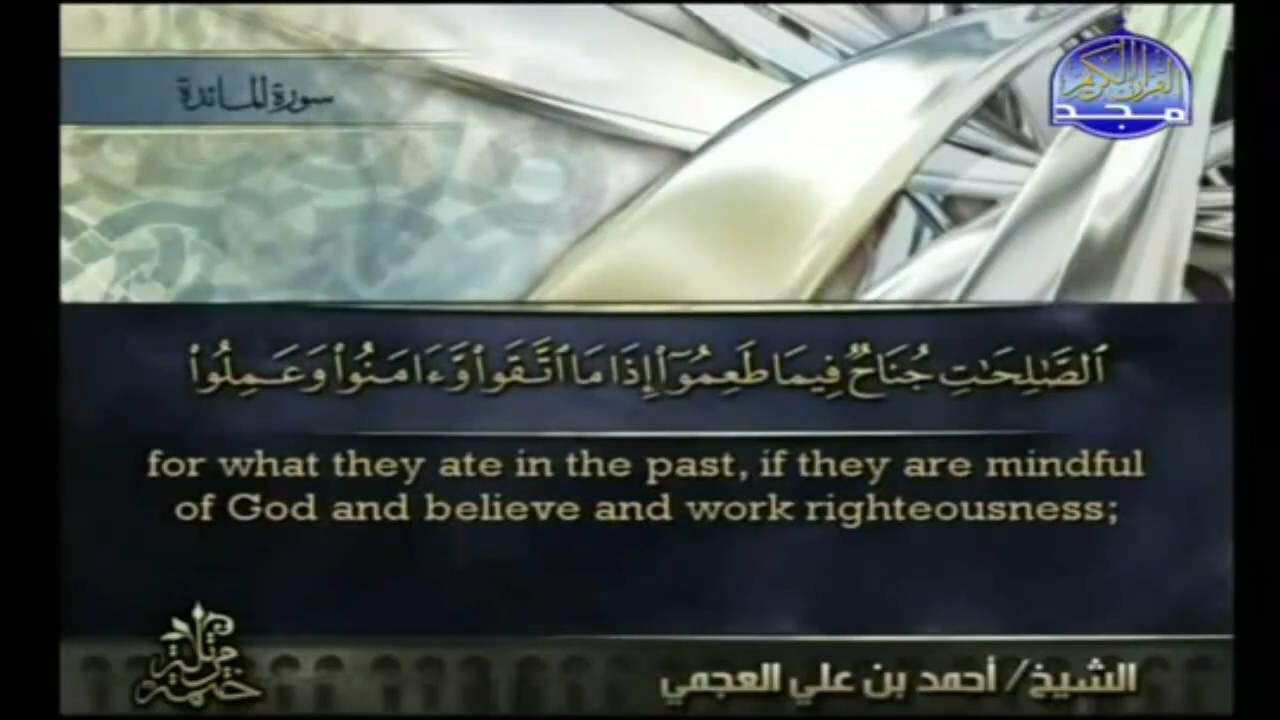 سورة المائدة
القرآن الكريم
مجد
ٱلصَّٰلِحَٰتِ جُنَاحٌ فِيمَا طَعِمُوٓا۟ إِذَا مَا ٱتَّقَوا۟ وَّءَامَنُوا۟ وَعَمِلُوا۟
for what they ate in the past, if they are mindful
of God and believe and work righteousness;
ختمة مرتلة
الشيخ/ أحمد بن علي العجمي